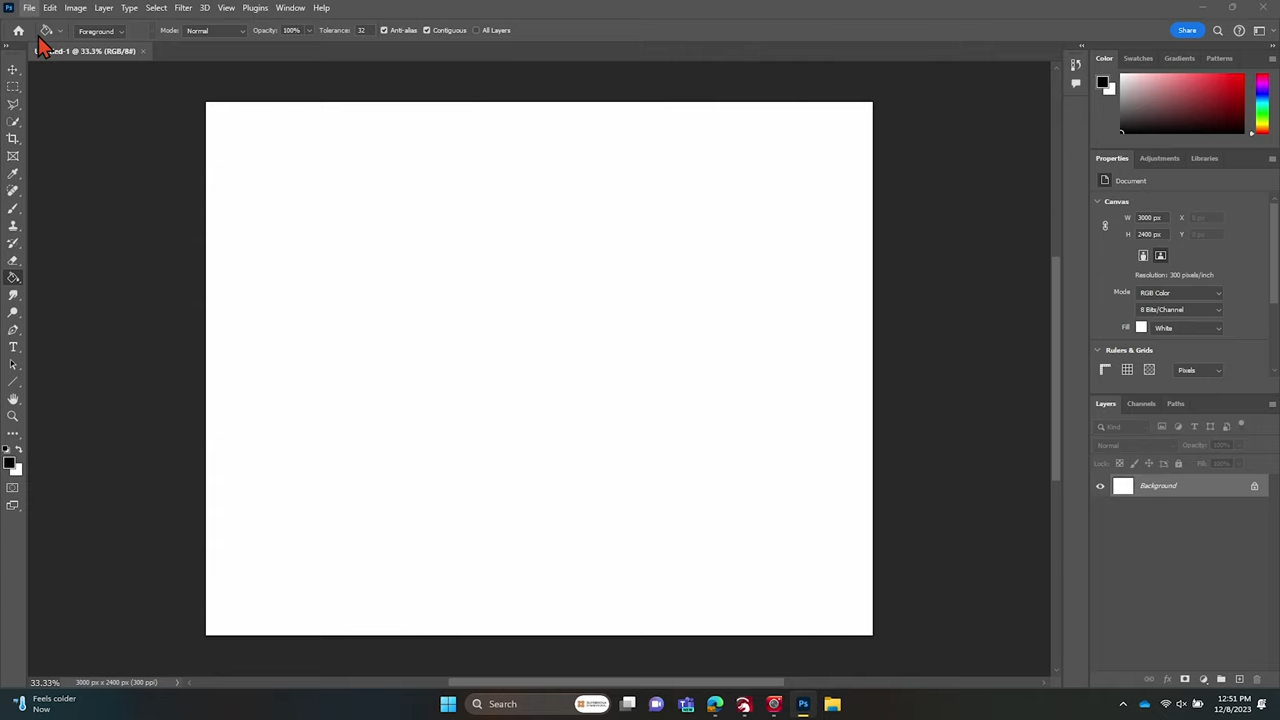 Ps File Edit Image Layer Type Select Filter 3D View Plugins Window Help
Foreground Mode: Normal Opacity: 100% Tolerance: 32 Anti-alias Contiguous All Layers Share
d-1 @ 33.3% (RGB/8#) ×
Color Swatches Gradients Patterns
Properties Adjustments Libraries
Document
Canvas
W 3000 px X 0 px
H 2400 px Y 0 px
Resolution: 300 pixels/inch
Mode RGB Color
8 Bits/Channel
Fill White
Rulers & Grids
Pixels
Layers Channels Paths
Kind
Normal Opacity: 100%
Lock: Fill: 100%
Background
33.33% 3000 px x 2400 px (300 ppi)
Feels colder
Now
Search
Ps
12:51 PM
12/8/2023